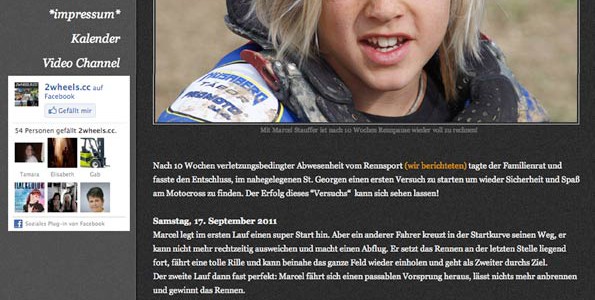 *impressum*
Kalender
Video Channel
2wheels.cc auf
Facebook
Gefällt mir
54 Personen gefällt 2wheels.cc.
Tamara Elisabeth Gab
Soziales Plug-in von Facebook
HUSABERG
TABOR
Mit Marcel Stauffer ist nach 10 Wochen Rennpause wieder voll zu rechnen!
Nach 10 Wochen verletzungsbedingter Abwesenheit vom Rennsport (wir berichteten) tagte der Familienrat und
fasste den Entschluss, im nahegelegenen St. Georgen einen ersten Versuch zu starten um wieder Sicherheit und Spaß
am Motocross zu finden. Der Erfolg dieses "Versuchs" kann sich sehen lassen!
Samstag, 17. September 2011
Marcel legt im ersten Lauf einen super Start hin. Aber ein anderer Fahrer kreuzt in der Startkurve seinen Weg, er
kann nicht mehr rechtzeitig ausweichen und macht einen Abflug. Er setzt das Rennen an der letzten Stelle liegend
fort, fährt eine tolle Rille und kann beinahe das ganze Feld wieder einholen und geht als Zweiter durchs Ziel.
Der zweite Lauf dann fast perfekt: Marcel fährt sich einen passablen Vorsprung heraus, lässt nichts mehr anbrennen
und gewinnt das Rennen.